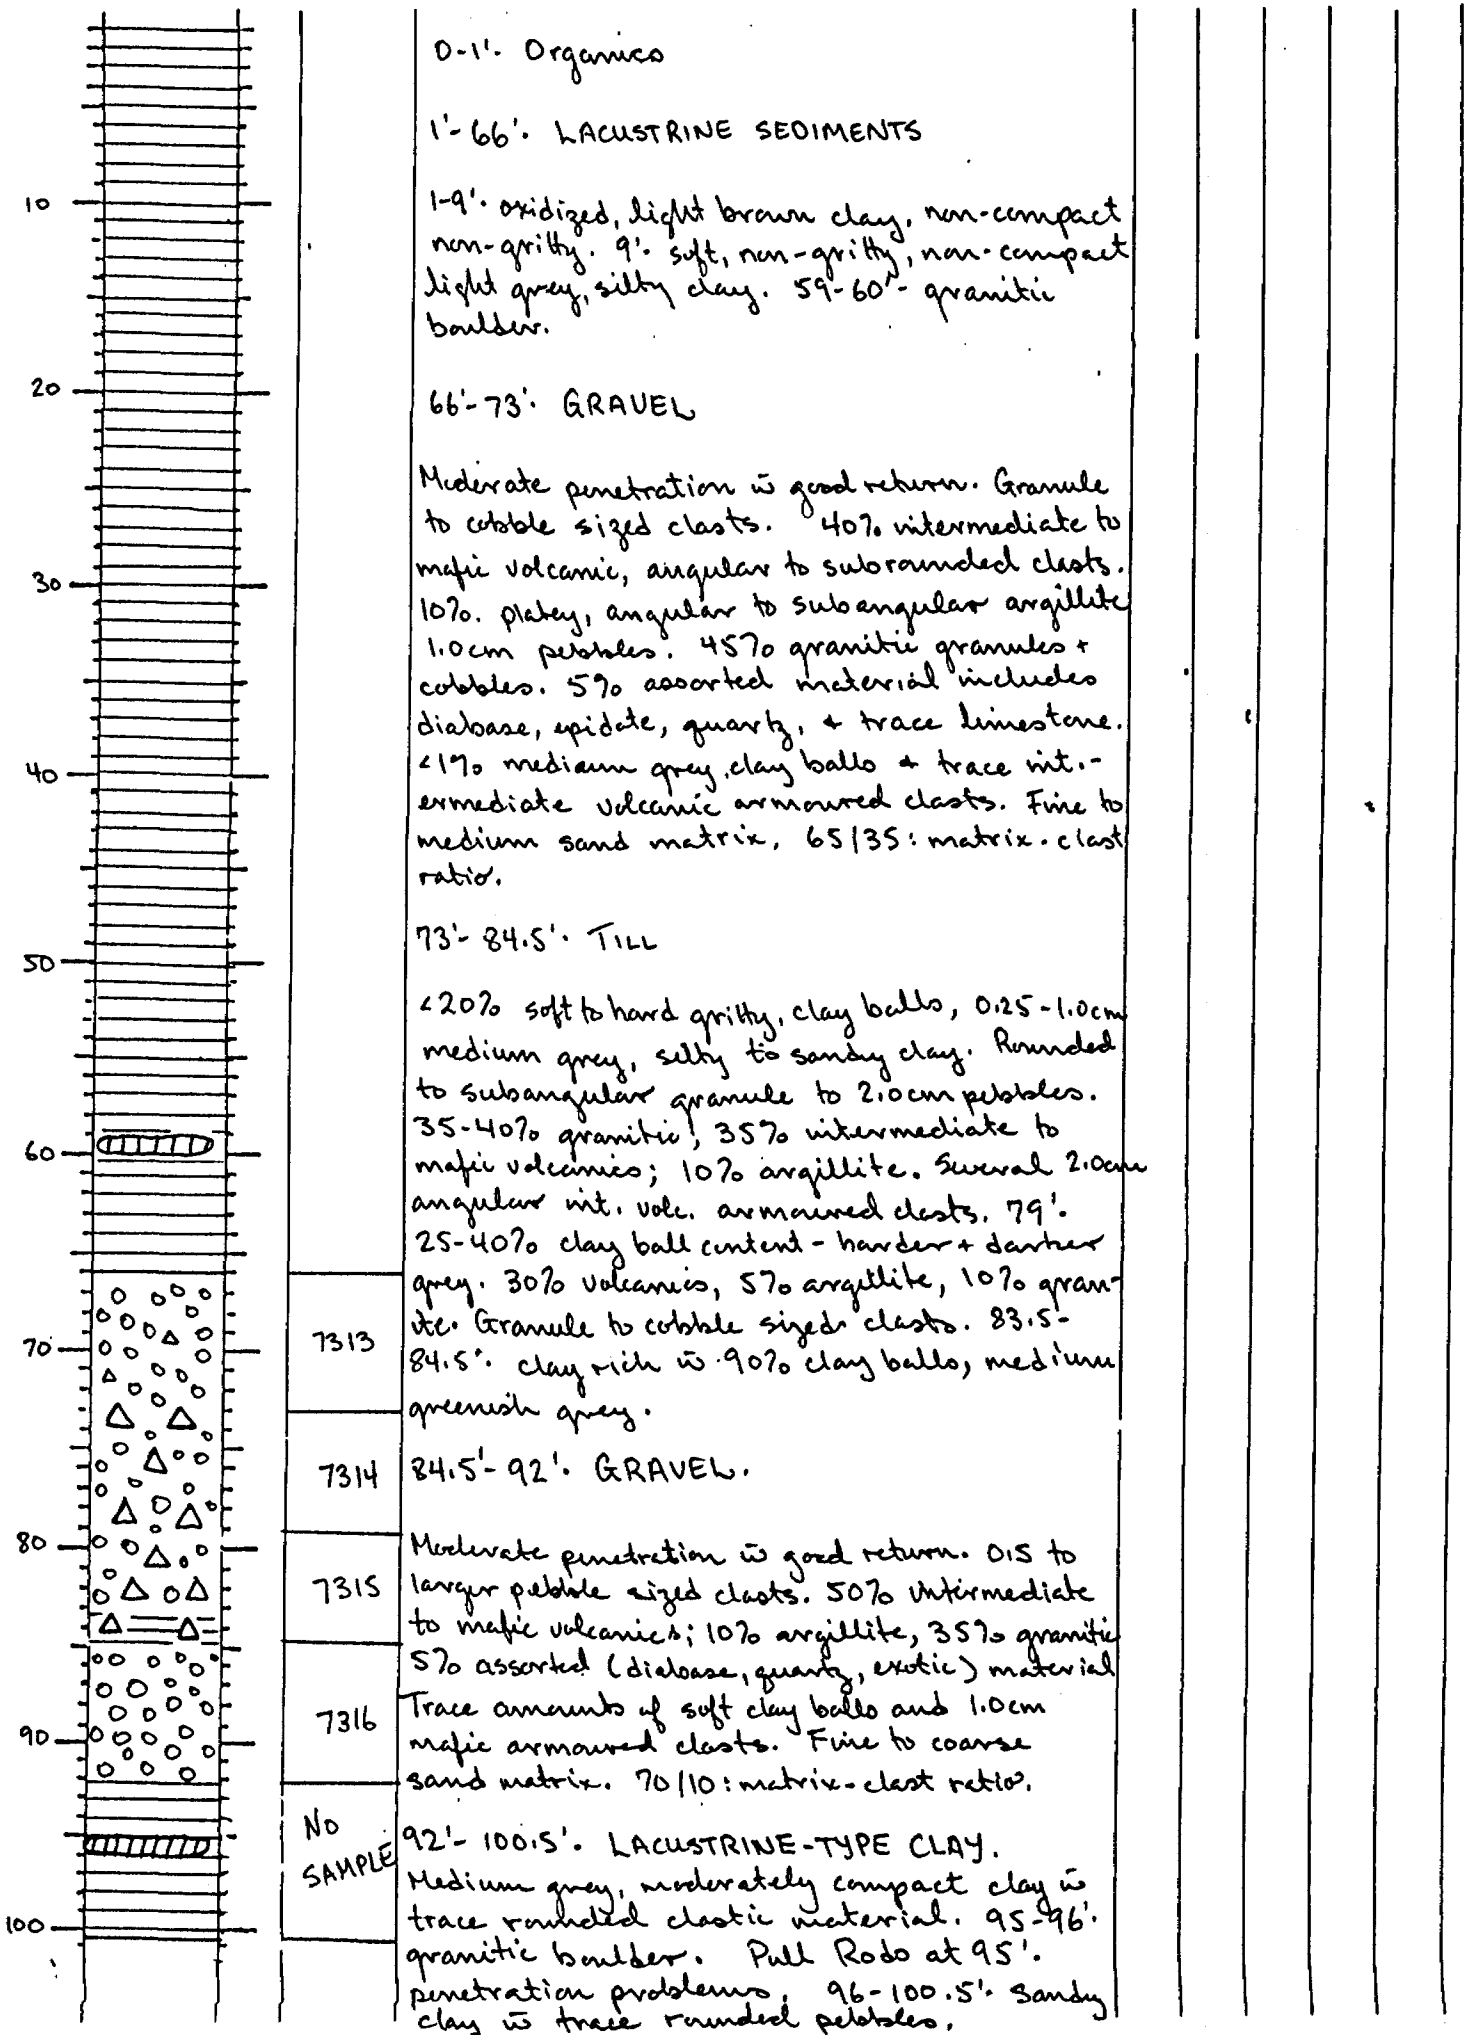 0-1'. Organics
1'-66'. LACUSTRINE SEDIMENTS
10
1-9'. oxidized, light brown clay, non-compact
non-gritty. 9'. soft, non-gritty, non-compact
light grey, silty clay. 59-60'- granitic
boulder.
20
66'-73'. GRAVEL
Moderate penetration w̄ good return. Granule
to cobble sized clasts. 40% intermediate to
mafic volcanic, angular to subrounded clasts.
30
10%. platey, angular to subangular argillite
1.0cm pebbles. 45% granitic granules +
cobbles. 5% assorted material includes
diabase, epidate, quartz, + trace limestone.
40
<1% medium grey, clay balls + trace int.-
ermediate volcanic armoured clasts. Fine to
medium sand matrix, 65/35: matrix-clast
ratio.
73'-84.5'. TILL
50
<20% soft to hard gritty, clay balls, 0.25-1.0cm
medium grey, silty to sandy clay. Rounded
to subangular granule to 2.0cm pebbles.
35-40% granitic; 35% intermediate to
60
mafic volcanics; 10% argillite. Several 2.0cm
angular int. volc. armoured clasts. 79'.
25-40% clay ball content - harder + darker
grey. 30% volcanics, 5% argillite, 10% gran-
ite. Granule to cobble sized clasts. 83.5-
70
7313
84.5'. clay rich w̄ 90% clay balls, medium
greenish grey.
7314
84.5'-92'. GRAVEL.
80
Moderate penetration w̄ good return. 0.5 to
7315
larger pebble sized clasts. 50% intermediate
to mafic volcanics; 10% argillite, 35% granitic
5% assorted (diabase, quartz, exotic) material
7316
Trace amounts of soft clay balls and 1.0cm
90
mafic armoured clasts. Fine to coarse
sand matrix. 70/10: matrix-clast ratio.
NO
SAMPLE
92'-100.5'. LACUSTRINE-TYPE CLAY.
Medium grey, moderately compact clay w̄
100
trace rounded clastic material. 95-96'.
granitic boulder. Pull Rods at 95'.
penetration problems. 96-100.5'. Sandy
clay w̄ trace rounded pebbles.